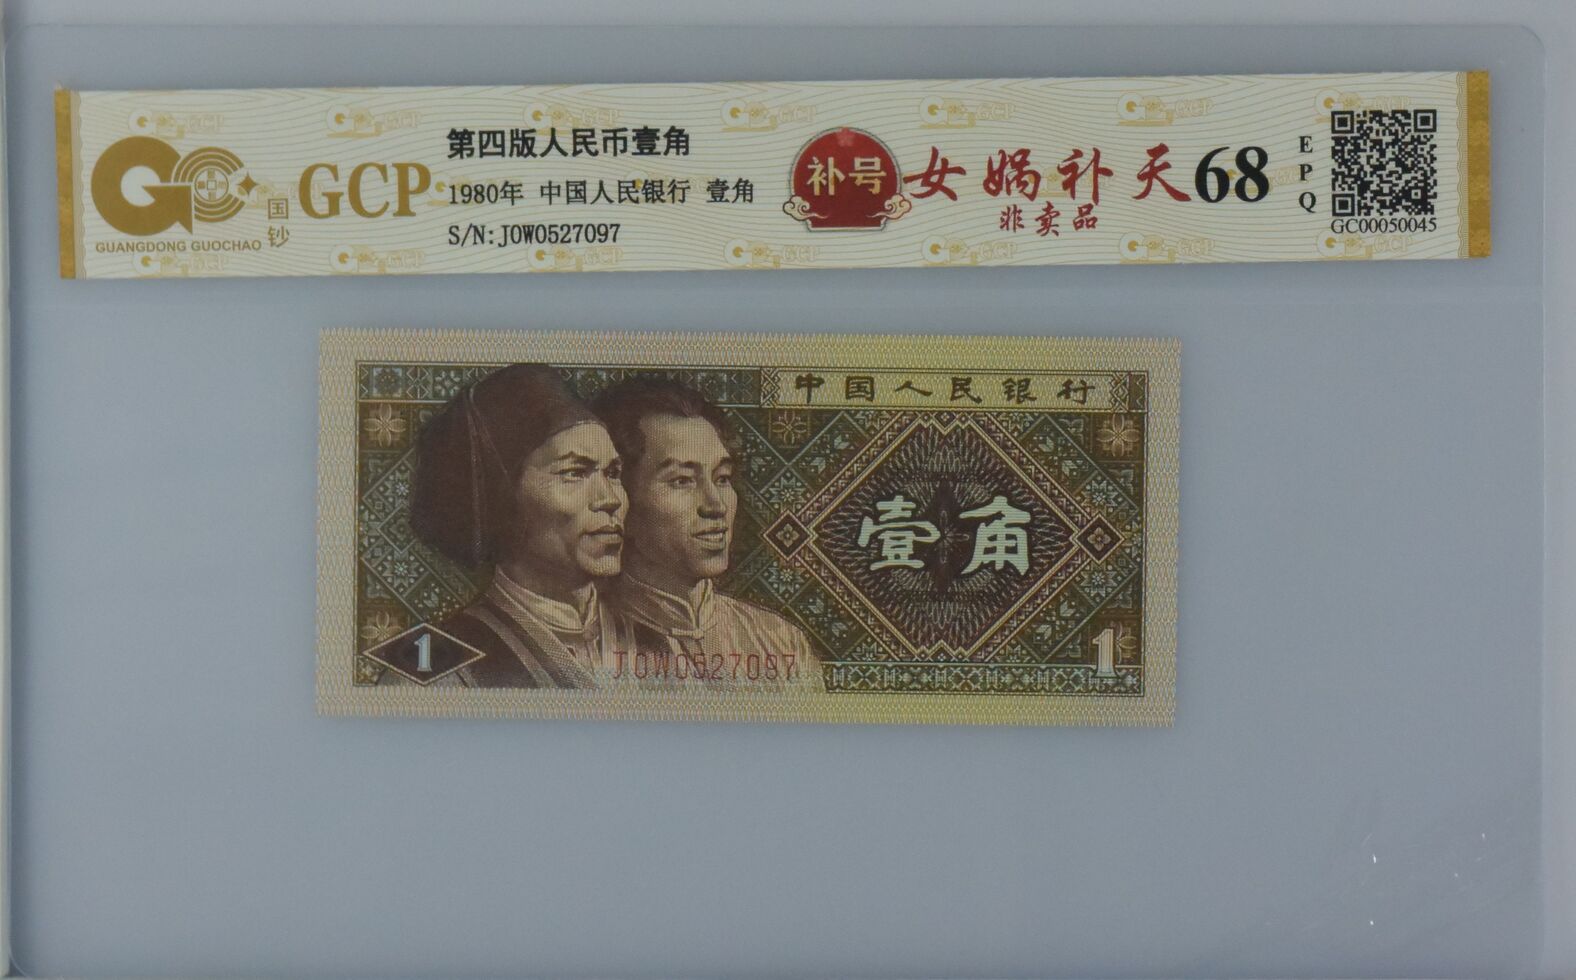 GUANGDONG GUOCHAO
国钞
GCP
第四版人民币壹角
1980年 中国人民银行 壹角
S/N:J0W0527097
补号
女娲补天
非卖品
68
EPQ
GC00050045
中国人民银行
壹角
1
J0W0527097
1